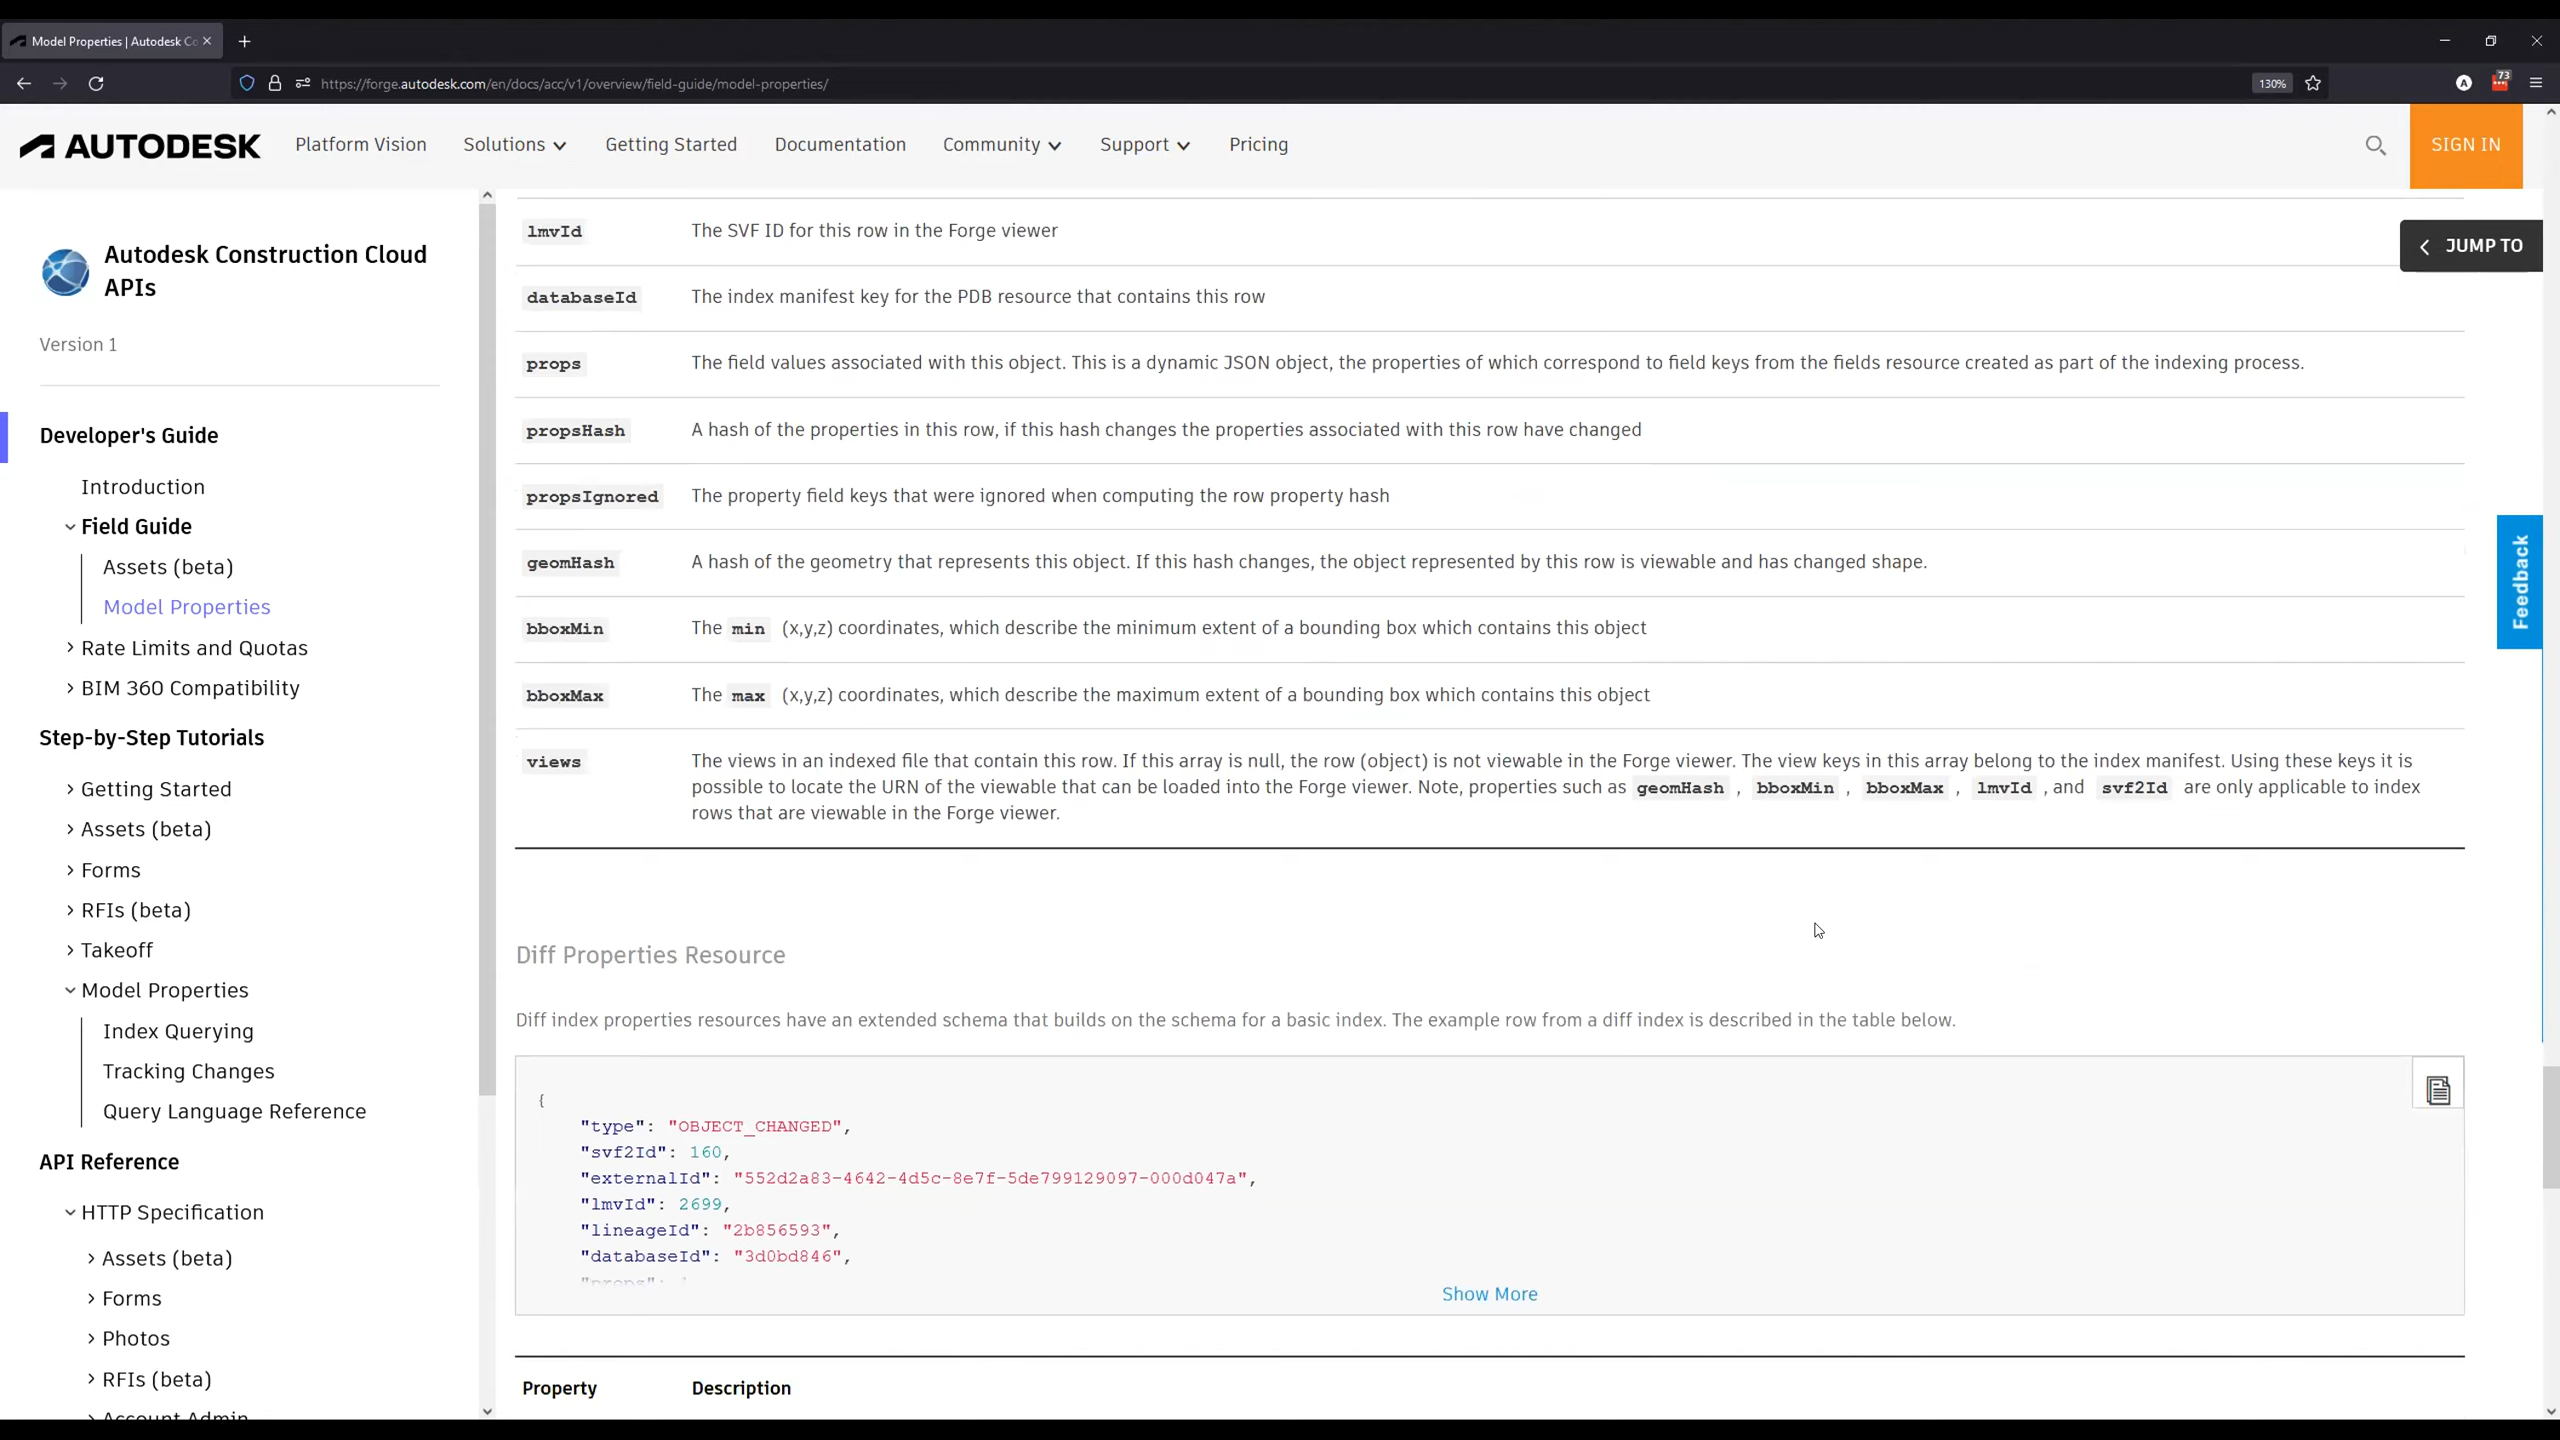 Model Properties | Autodesk Co
https://forge.autodesk.com/en/docs/acc/v1/overview/field-guide/model-properties/
130%
A
73
AUTODESK
Platform Vision
Solutions
Getting Started
Documentation
Community
Support
Pricing
SIGN IN
Autodesk Construction Cloud
APIs
Version 1
Developer's Guide
Introduction
Field Guide
Assets (beta)
Model Properties
Rate Limits and Quotas
BIM 360 Compatibility
Step-by-Step Tutorials
Getting Started
Assets (beta)
Forms
RFIs (beta)
Takeoff
Model Properties
Index Querying
Tracking Changes
Query Language Reference
API Reference
HTTP Specification
Assets (beta)
Forms
Photos
RFIs (beta)
Account Admin
JUMP TO
Feedback
lmvId The SVF ID for this row in the Forge viewer
databaseId The index manifest key for the PDB resource that contains this row
props The field values associated with this object. This is a dynamic JSON object, the properties of which correspond to field keys from the fields resource created as part of the indexing process.
propsHash A hash of the properties in this row, if this hash changes the properties associated with this row have changed
propsIgnored The property field keys that were ignored when computing the row property hash
geomHash A hash of the geometry that represents this object. If this hash changes, the object represented by this row is viewable and has changed shape.
bboxMin The min (x,y,z) coordinates, which describe the minimum extent of a bounding box which contains this object
bboxMax The max (x,y,z) coordinates, which describe the maximum extent of a bounding box which contains this object
views The views in an indexed file that contain this row. If this array is null, the row (object) is not viewable in the Forge viewer. The view keys in this array belong to the index manifest. Using these keys it is
possible to locate the URN of the viewable that can be loaded into the Forge viewer. Note, properties such as geomHash , bboxMin , bboxMax , lmvId , and svf2Id are only applicable to index
rows that are viewable in the Forge viewer.
Diff Properties Resource
Diff index properties resources have an extended schema that builds on the schema for a basic index. The example row from a diff index is described in the table below.
{
"type": "OBJECT_CHANGED",
"svf2Id": 160,
"externalId": "552d2a83-4642-4d5c-8e7f-5de799129097-000d047a",
"lmvId": 2699,
"lineageId": "2b856593",
"databaseId": "3d0bd846",
"props":
Show More
Property Description